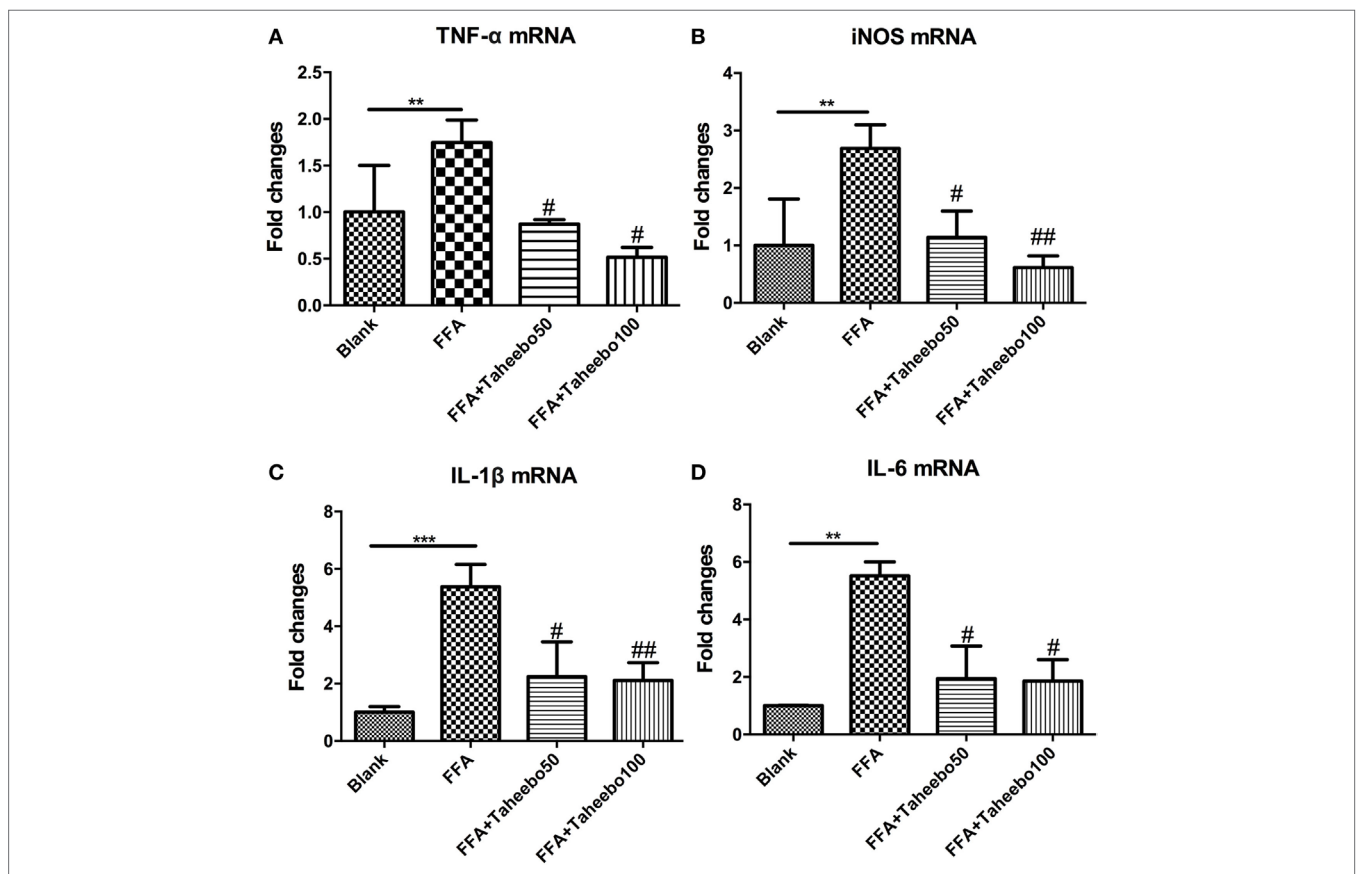 A
TNF-α mRNA
Fold changes
2.5
2.0
1.5
1.0
0.5
0.0
**
#
#
Blank
FFA
FFA+Taheebo50
FFA+Taheebo100
B
iNOS mRNA
Fold changes
4
3
2
1
0
**
#
##
Blank
FFA
FFA+Taheebo50
FFA+Taheebo100
C
IL-1β mRNA
Fold changes
8
6
4
2
0
***
#
##
Blank
FFA
FFA+Taheebo50
FFA+Taheebo100
D
IL-6 mRNA
Fold changes
8
6
4
2
0
**
#
#
Blank
FFA
FFA+Taheebo50
FFA+Taheebo100